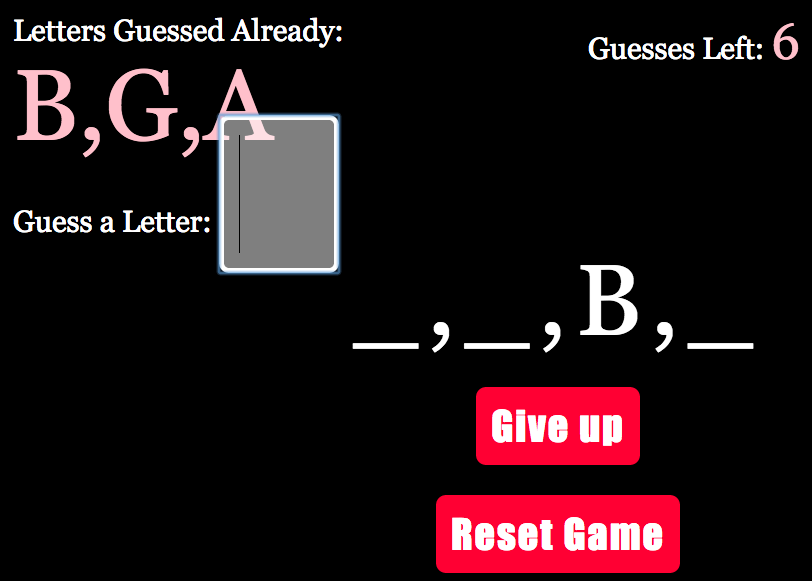 Letters Guessed Already:
Guesses Left: 6
B,G,A
Guess a Letter:
_,_,B,_
Give up
Reset Game